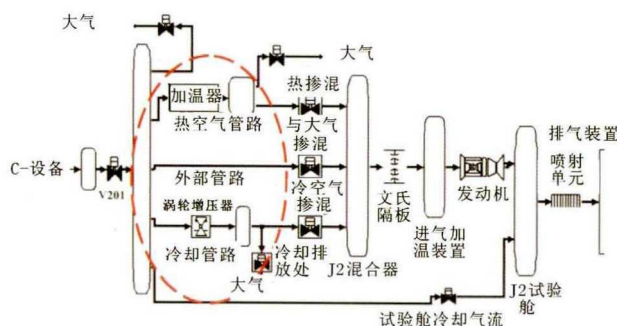 大气
大气
加温器
热空气管路
热掺混
与大气
掺混
冷空气
掺混
C-设备
V201
外部管路
涡轮增压器
冷却管路
大气
冷却排
放处
J2混合器
文氏
隔板
进气加
温装置
发动机
排气装置
喷射
单元
J2试验
舱
试验舱冷却气流